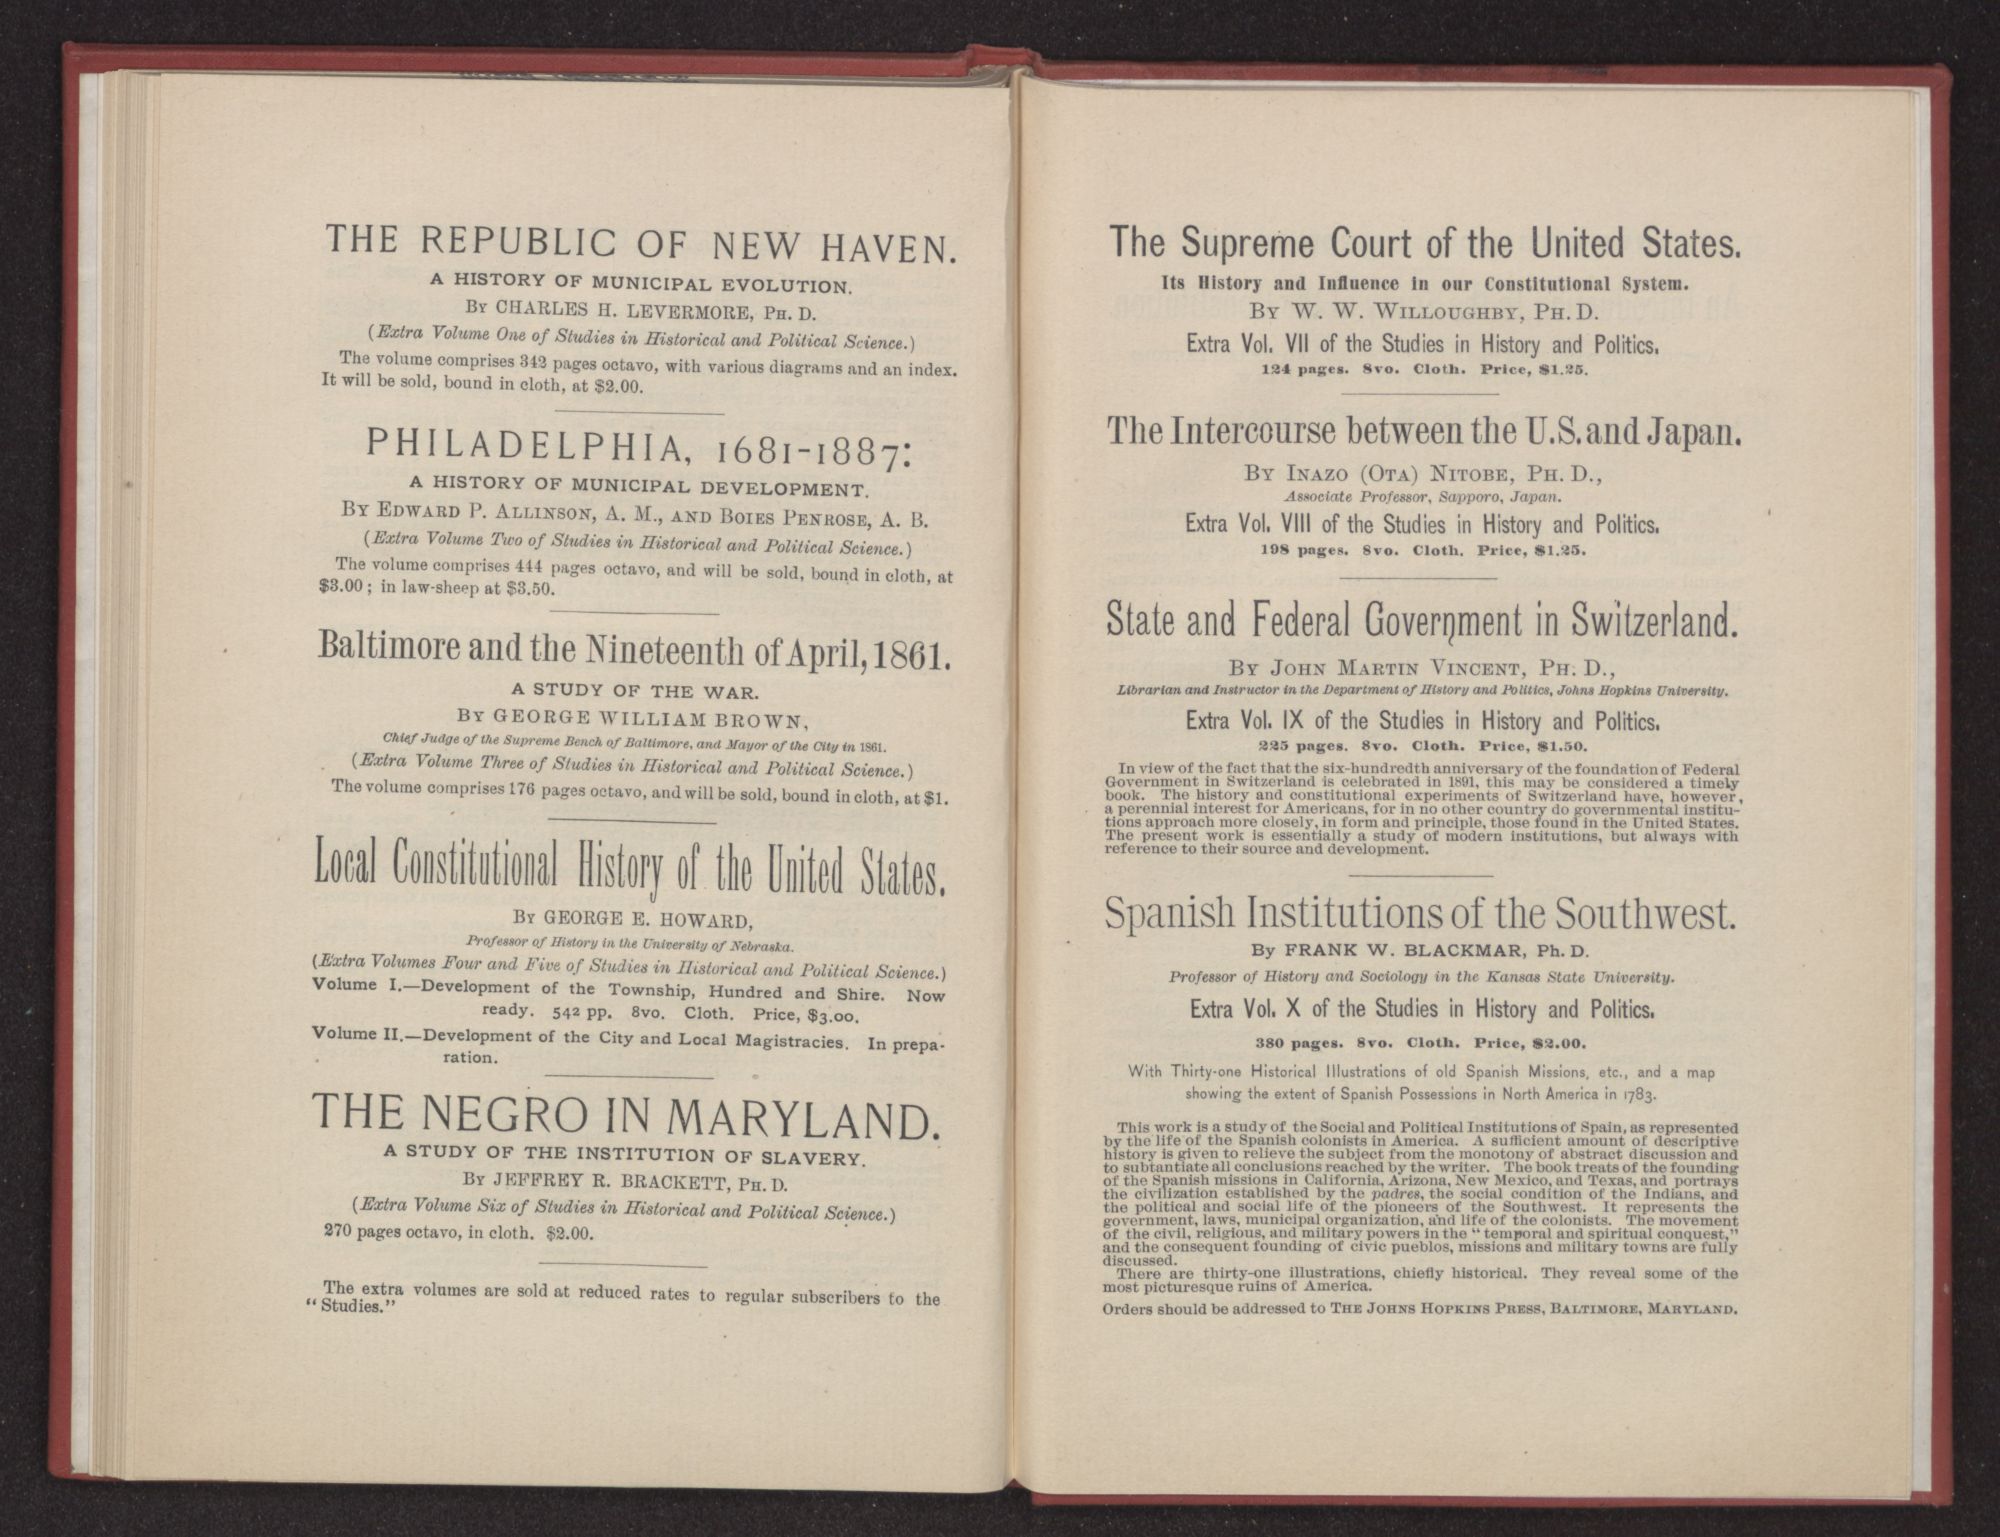 THE REPUBLIC OF NEW HAVEN.
A HISTORY OF MUNICIPAL EVOLUTION.
By CHARLES H. LEVERMORE, Ph. D.
(Extra Volume One of Studies in Historical and Political Science.)
The volume comprises 342 pages octavo, with various diagrams and an index.
It will be sold, bound in cloth, at $2.00.
PHILADELPHIA, 1681-1887:
A HISTORY OF MUNICIPAL DEVELOPMENT.
By Edward P. Allinson, A. M., and Boies Penrose, A. B.
(Extra Volume Two of Studies in Historical and Political Science.)
The volume comprises 444 pages octavo, and will be sold, bound in cloth, at
$3.00; in law-sheep at $3.50.
Baltimore and the Nineteenth of April, 1861.
A STUDY OF THE WAR.
By GEORGE WILLIAM BROWN,
Chief Judge of the Supreme Bench of Baltimore, and Mayor of the City in 1861.
(Extra Volume Three of Studies in Historical and Political Science.)
The volume comprises 176 pages octavo, and will be sold, bound in cloth, at $1.
Local Constitutional History of the United States.
By GEORGE E. HOWARD,
Professor of History in the University of Nebraska.
(Extra Volumes Four and Five of Studies in Historical and Political Science.)
Volume I.—Development of the Township, Hundred and Shire. Now
ready. 542 pp. 8vo. Cloth. Price, $3.00.
Volume II.—Development of the City and Local Magistracies. In prepa-
ration.
THE NEGRO IN MARYLAND.
A STUDY OF THE INSTITUTION OF SLAVERY.
By JEFFREY R. BRACKETT, Ph. D.
(Extra Volume Six of Studies in Historical and Political Science.)
270 pages octavo, in cloth. $2.00.
The extra volumes are sold at reduced rates to regular subscribers to the
"Studies."
The Supreme Court of the United States.
Its History and Influence in our Constitutional System.
By W. W. Willoughby, Ph. D.
Extra Vol. VII of the Studies in History and Politics.
124 pages. 8vo. Cloth. Price, $1.25.
The Intercourse between the U.S. and Japan.
By Inazo (Ota) Nitobe, Ph. D.,
Associate Professor, Sapporo, Japan.
Extra Vol. VIII of the Studies in History and Politics.
198 pages. 8vo. Cloth. Price, $1.25.
State and Federal Government in Switzerland.
By John Martin Vincent, Ph. D.,
Librarian and Instructor in the Department of History and Politics, Johns Hopkins University.
Extra Vol. IX of the Studies in History and Politics.
225 pages. 8vo. Cloth. Price, $1.50.
In view of the fact that the six-hundredth anniversary of the foundation of Federal
Government in Switzerland is celebrated in 1891, this may be considered a timely
book. The history and constitutional experiments of Switzerland have, however,
a perennial interest for Americans, for in no other country do governmental institu-
tions approach more closely, in form and principle, those found in the United States.
The present work is essentially a study of modern institutions, but always with
reference to their source and development.
Spanish Institutions of the Southwest.
By FRANK W. BLACKMAR, Ph. D.
Professor of History and Sociology in the Kansas State University.
Extra Vol. X of the Studies in History and Politics.
380 pages. 8vo. Cloth. Price, $2.00.
With Thirty-one Historical Illustrations of old Spanish Missions, etc., and a map
showing the extent of Spanish Possessions in North America in 1783.
This work is a study of the Social and Political Institutions of Spain, as represented
by the life of the Spanish colonists in America. A sufficient amount of descriptive
history is given to relieve the subject from the monotony of abstract discussion and
to subtantiate all conclusions reached by the writer. The book treats of the founding
of the Spanish missions in California, Arizona, New Mexico, and Texas, and portrays
the civilization established by the padres, the social condition of the Indians, and
the political and social life of the pioneers of the Southwest. It represents the
government, laws, municipal organization, and life of the colonists. The movement
of the civil, religious, and military powers in the "temporal and spiritual conquest,"
and the consequent founding of civic pueblos, missions and military towns are fully
discussed.
There are thirty-one illustrations, chiefly historical. They reveal some of the
most picturesque ruins of America.
Orders should be addressed to The Johns Hopkins Press, Baltimore, Maryland.